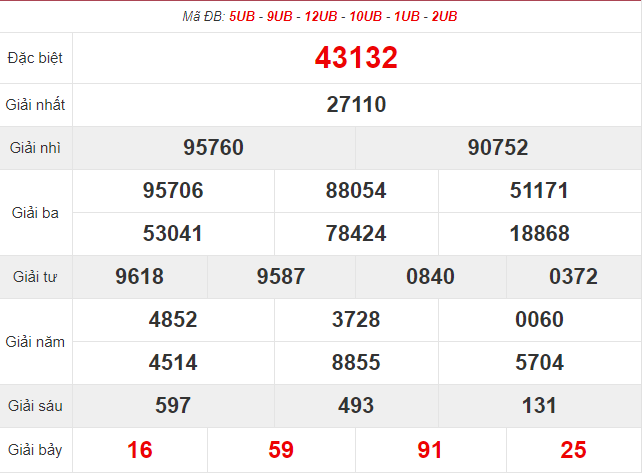 Mã ĐB: 5UB - 9UB - 12UB - 10UB - 1UB - 2UB
Đặc biệt 43132
Giải nhất 27110
Giải nhì 95760 90752
Giải ba
95706 88054 51171
53041 78424 18868
Giải tư 9618 9587 0840 0372
Giải năm
4852 3728 0060
4514 8855 5704
Giải sáu 597 493 131
Giải bảy 16 59 91 25